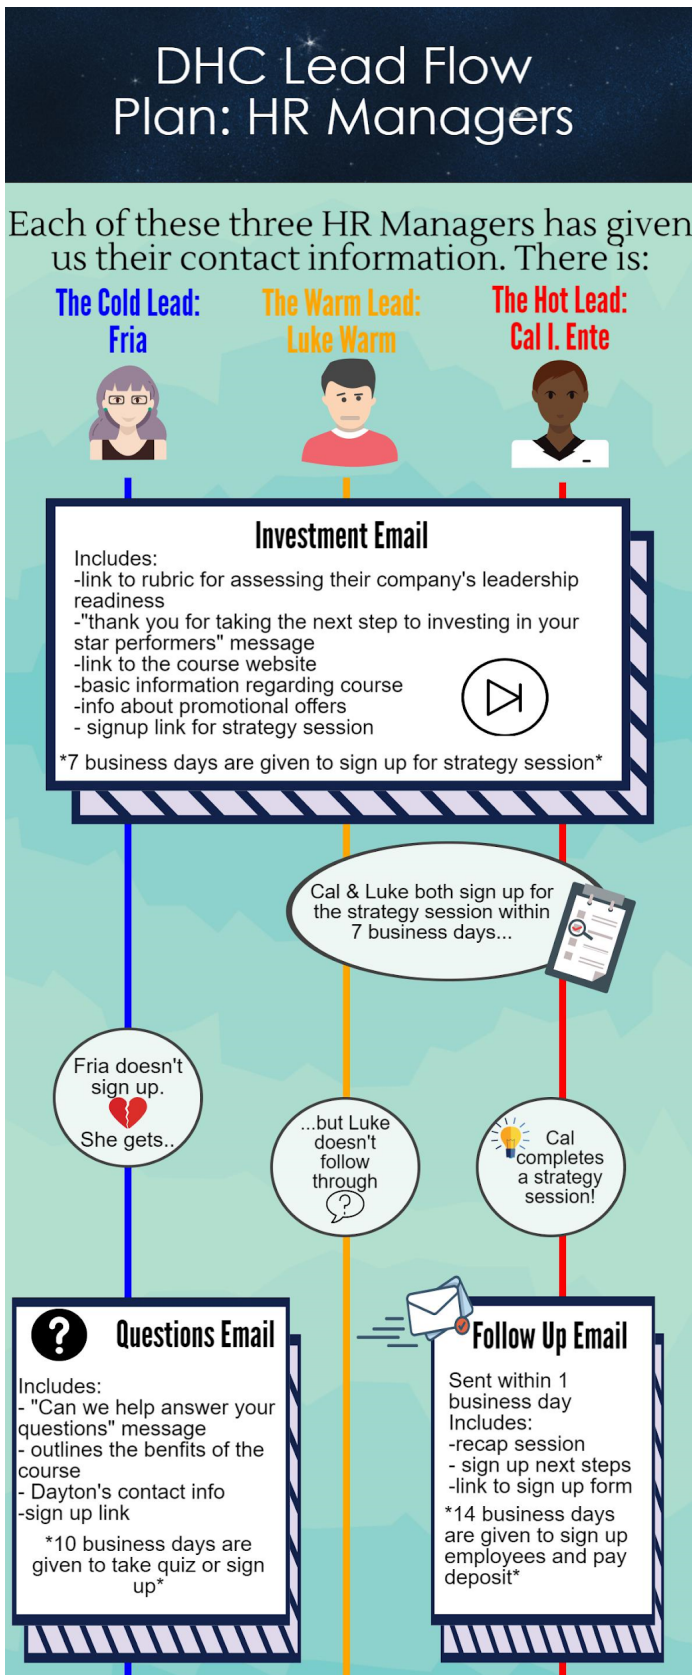 DHC Lead Flow
Plan: HR Managers
Each of these three HR Managers has given
us their contact information. There is:
The Cold Lead:
Fria
The Warm Lead:
Luke Warm
The Hot Lead:
Cal I. Ente
Investment Email
Includes:
-link to rubric for assessing their company's leadership
readiness
-"thank you for taking the next step to investing in your
star performers" message
-link to the course website
-basic information regarding course
-info about promotional offers
- signup link for strategy session
*7 business days are given to sign up for strategy session*
Cal & Luke both sign up for
the strategy session within
7 business days...
Fria doesn't
sign up.
She gets..
...but Luke
doesn't
follow
through
?
Cal
completes
a strategy
session!
?
Questions Email
Includes:
- "Can we help answer your
questions" message
- outlines the benfits of the
course
- Dayton's contact info
-sign up link
*10 business days are
given to take quiz or sign
up*
Follow Up Email
Sent within 1
business day
Includes:
-recap session
- sign up next steps
-link to sign up form
*14 business days
are given to sign up
employees and pay
deposit*